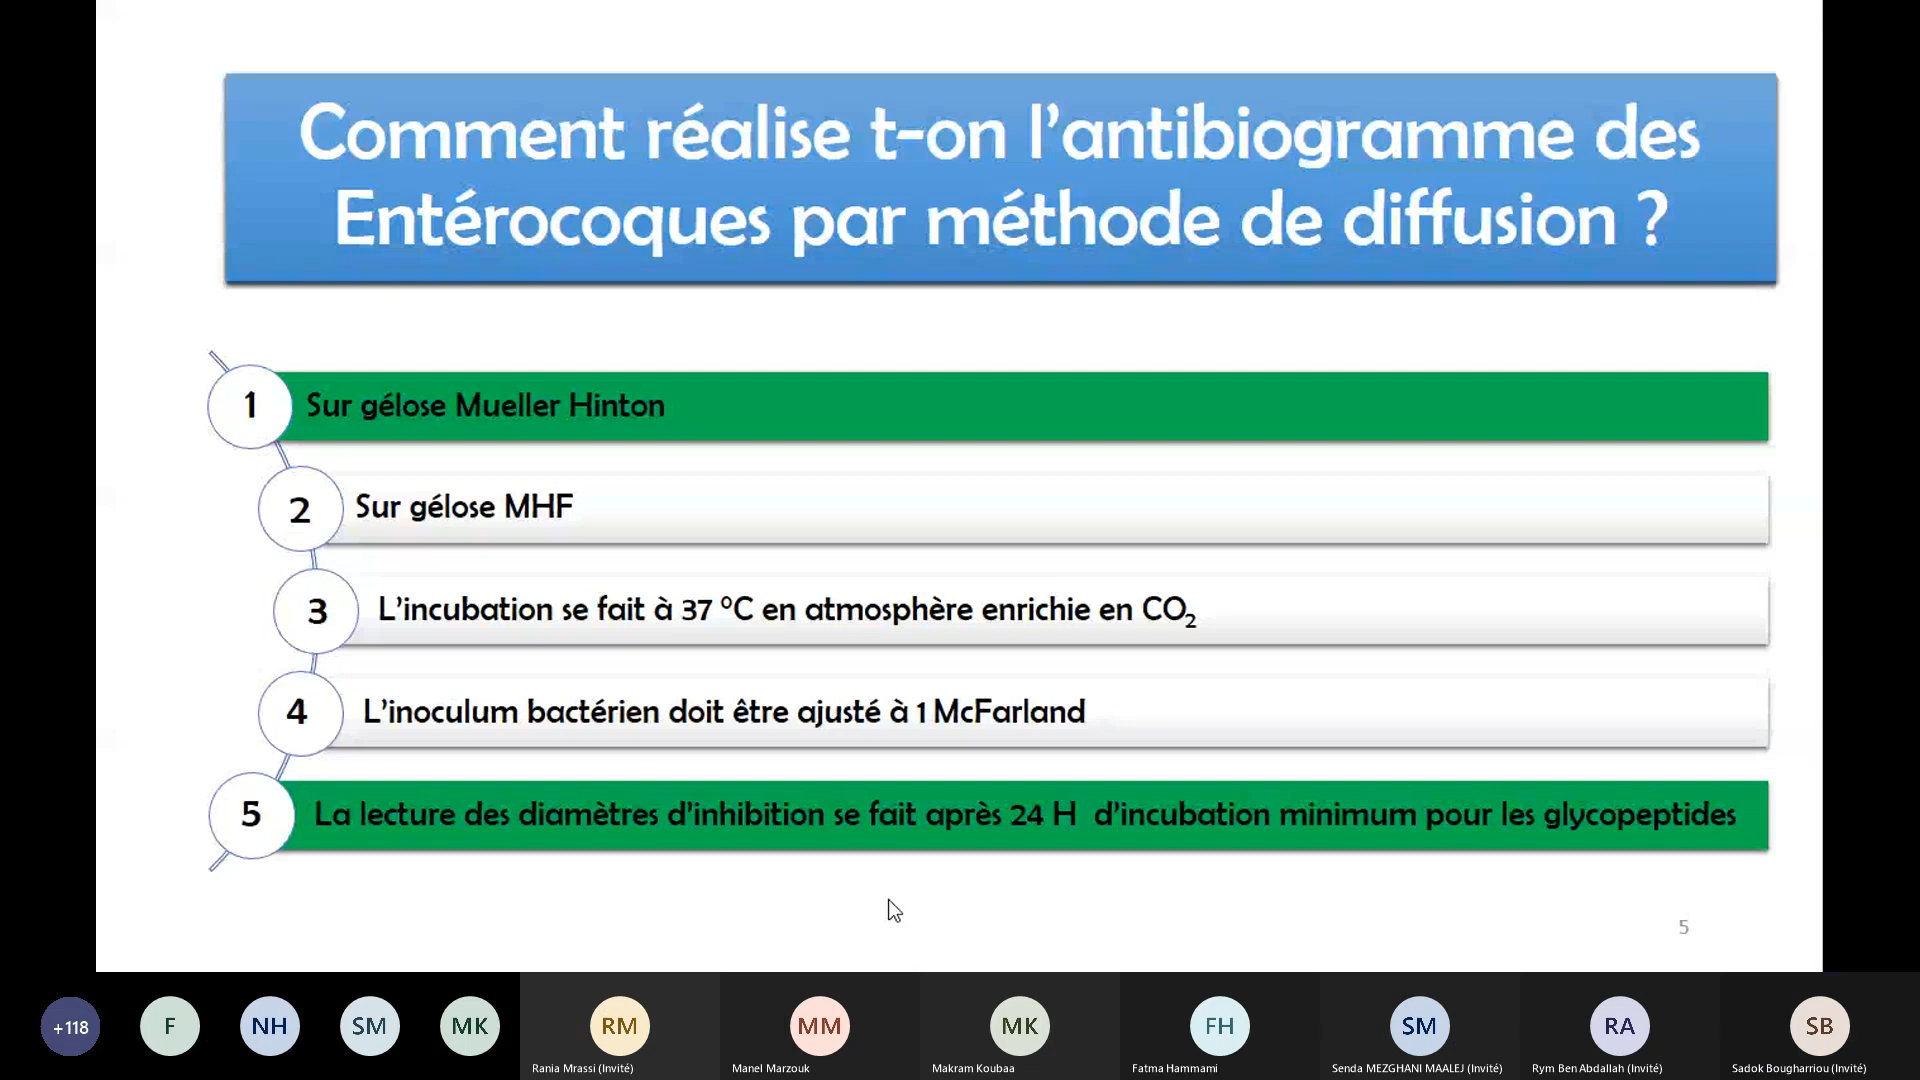 Comment réalise t-on l’antibiogramme des
Entérocoques par méthode de diffusion ?
1 Sur gélose Mueller Hinton
2 Sur gélose MHF
3 L’incubation se fait à 37 °C en atmosphère enrichie en CO₂
4 L’inoculum bactérien doit être ajusté à 1 McFarland
5 La lecture des diamètres d’inhibition se fait après 24 H d’incubation minimum pour les glycopeptides
5
+118 F NH SM MK RM MM MK FH SM RA SB
Rania Mrassi (Invité) Manel Marzouk Makram Koubaa Fatma Hammami Senda MEZGHANI MAALEJ (Invité) Rym Ben Abdallah (Invité) Sadok Bougharriou (Invité)